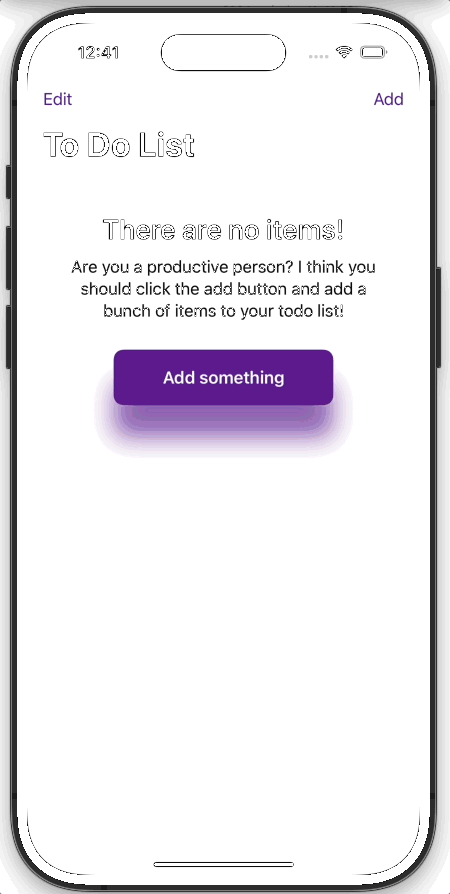 12:41
Edit
Add
To Do List
There are no items!
Are you a productive person? I think you
should click the add button and add a
bunch of items to your todo list!
Add something